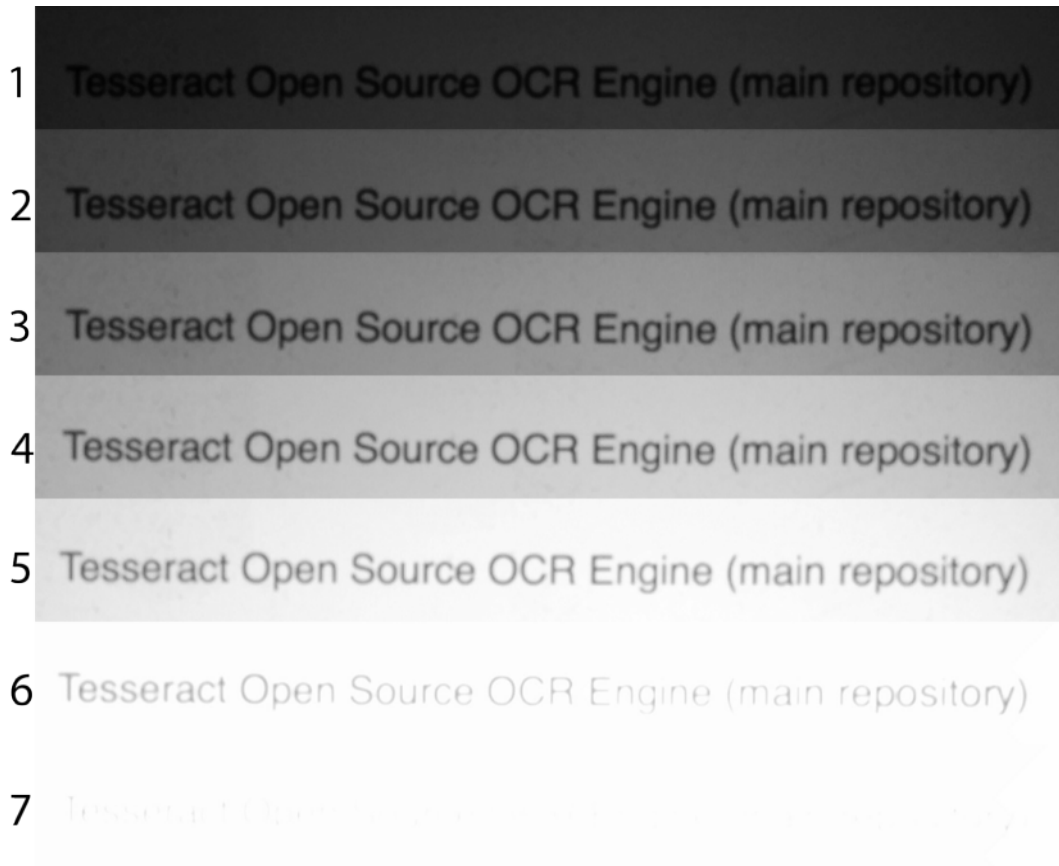 1 Tesseract Open Source OCR Engine (main repository)
2 Tesseract Open Source OCR Engine (main repository)
3 Tesseract Open Source OCR Engine (main repository)
4 Tesseract Open Source OCR Engine (main repository)
5 Tesseract Open Source OCR Engine (main repository)
6 Tesseract Open Source OCR Engine (main repository)
7 Tesseract Open